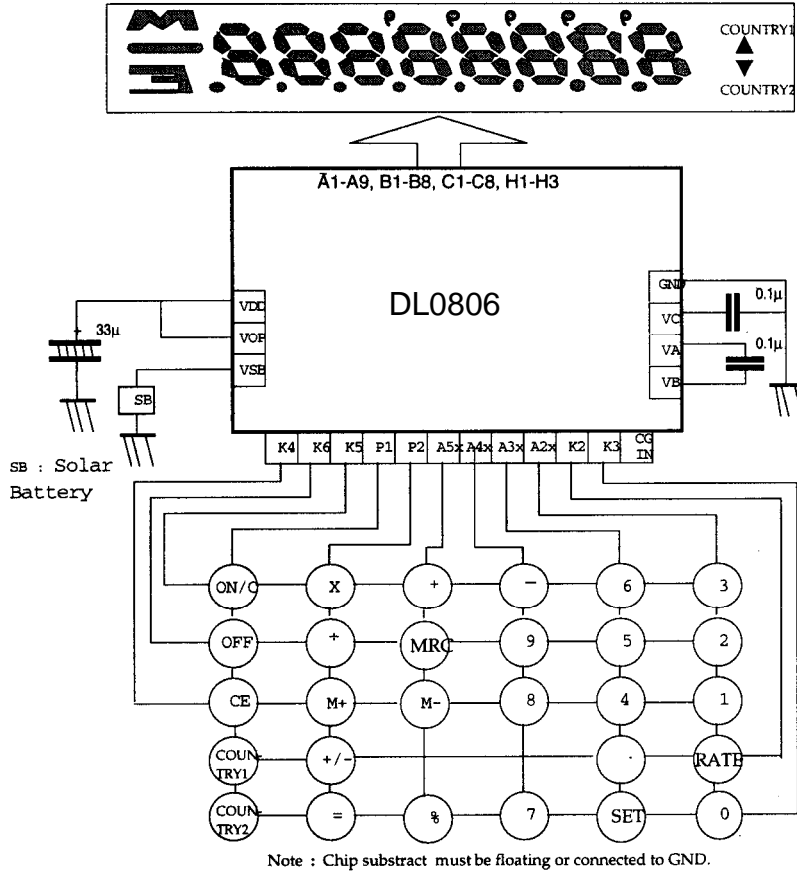 COUNTRY1
COUNTRY2
A1-A9, B1-B8, C1-C8, H1-H3
DL0806
VDD
VOF
VSB
GND
VC
VA
VB
33μ
+
0.1μ
0.1μ
SB
SB : Solar
Battery
K4 K6 K5 P1 P2 A5x A4x A3x A2x K2 K3 CG IN
ON/C X + − 6 3
OFF ÷ MRC 9 5 2
CE M+ M- 8 4 1
COUN-
TRY1 +/- . RATE
COUN-
TRY2 = % 7 SET 0
Note : Chip substract must be floating or connected to GND.